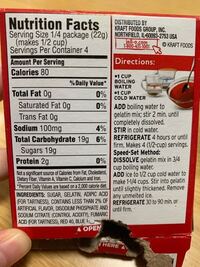 Nutrition Facts
Serving Size 1/4 package (22g)
(makes 1/2 cup)
Servings Per Container 4
Amount Per Serving
Calories 80
% Daily Value*
Total Fat 0g 0%
Saturated Fat 0g 0%
Trans Fat 0g
Sodium 100mg 4%
Total Carbohydrate 19g 6%
Sugars 19g
Protein 2g 0%
Not a significant source of Calories from Fat, Cholesterol,
Dietary Fiber, Vitamin A, Vitamin C, Calcium and Iron.
*Percent Daily Values are based on a 2,000 calorie diet.
INGREDIENTS: SUGAR, GELATIN, ADIPIC ACID
(FOR TARTNESS), CONTAINS LESS THAN 2% OF
ARTIFICIAL FLAVOR, DISODIUM PHOSPHATE AND
SODIUM CITRATE (CONTROL ACIDITY), FUMARIC
ACID (FOR TARTNESS), RED 40, BLUE 1.
DISTRIBUTED BY
KRAFT FOODS GROUP, INC.
NORTHFIELD, IL 60093-2753 USA
© KRAFT FOODS
Directions:
1 CUP
BOILING
WATER
1 CUP
COLD WATER
ADD boiling water to
gelatin mix; stir 2 min. until
completely dissolved.
STIR in cold water.
REFRIGERATE 4 hours or until
firm. Makes 4 (1/2-cup) servings.
Speed-Set Method:
DISSOLVE gelatin mix in 3/4
cup boiling water.
ADD ice to 1/2 cup cold water to
make 1-1/4 cups. Stir into gelatin
until slightly thickened. Remove
any unmelted ice.
REFRIGERATE 30 to 90 min. or
until firm.
OPEN
HERE